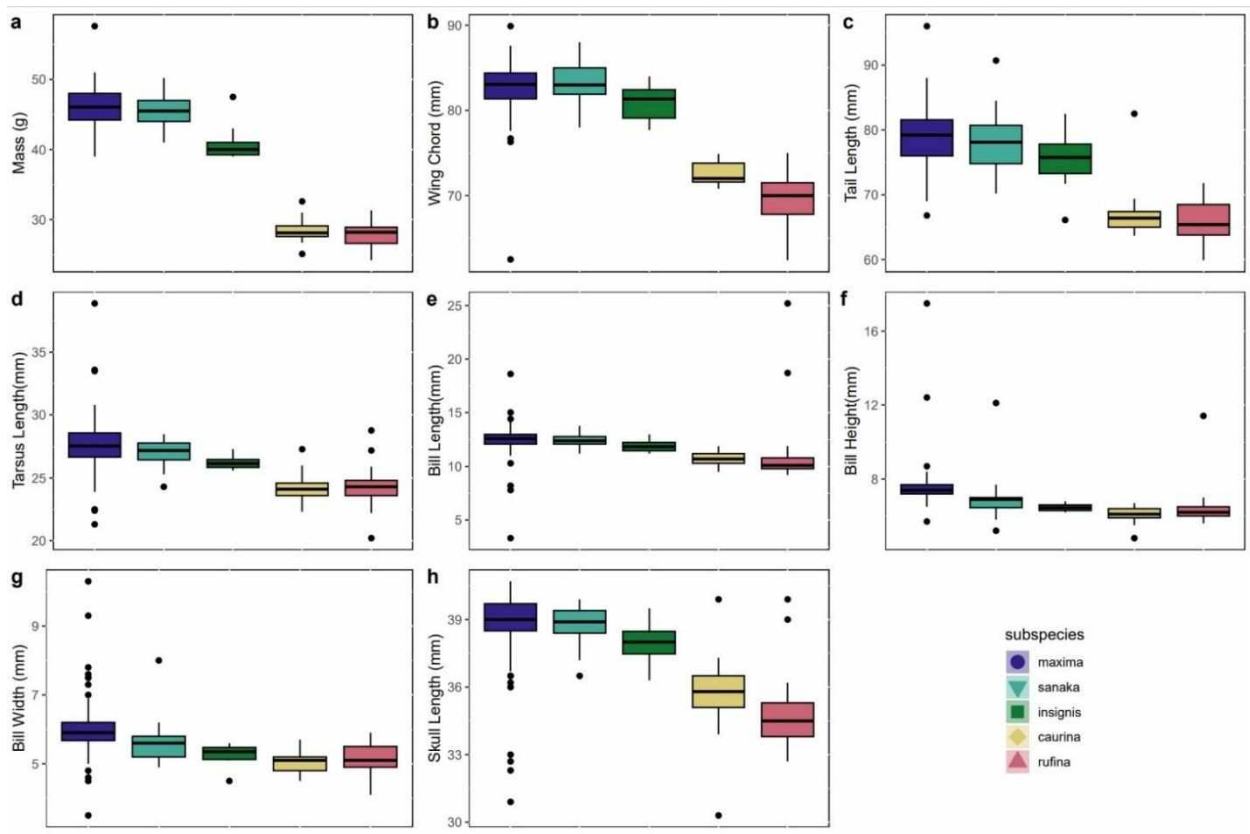 a
Mass (g)
50
40
30
b
Wing Chord (mm)
90
80
70
c
Tail Length (mm)
90
80
70
60
d
Tarsus Length(mm)
35
30
25
20
e
Bill Length(mm)
25
20
15
10
5
f
Bill Height(mm)
16
12
8
g
Bill Width (mm)
9
7
5
h
Skull Length (mm)
39
36
33
30
subspecies
maxima
sanaka
insignis
caurina
rufina